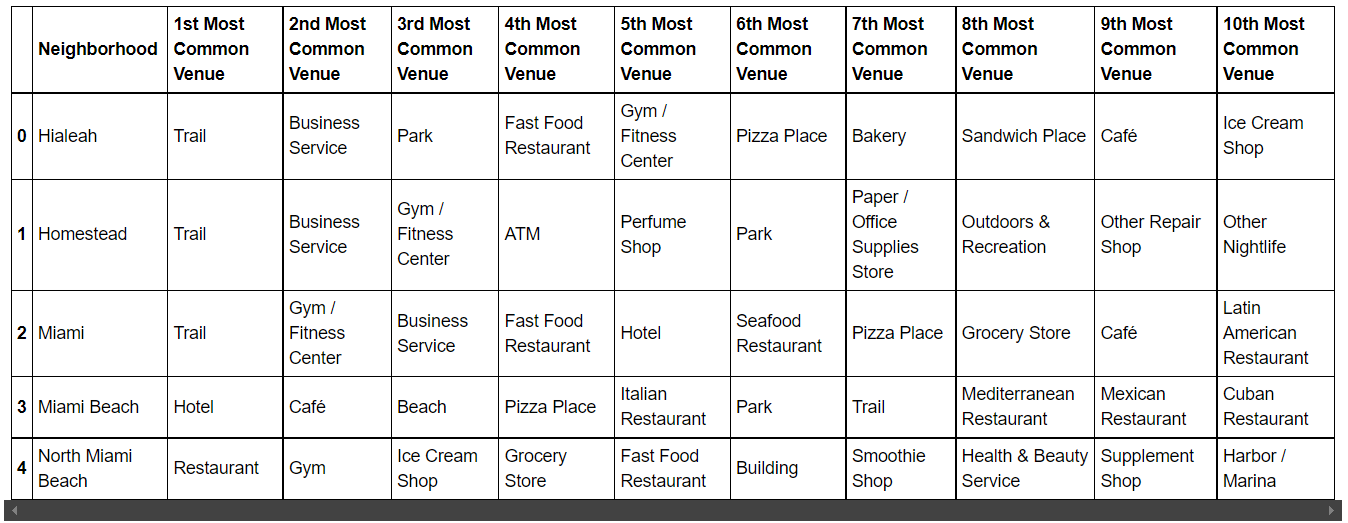 Neighborhood 1st Most Common Venue 2nd Most Common Venue 3rd Most Common Venue 4th Most Common Venue 5th Most Common Venue 6th Most Common Venue 7th Most Common Venue 8th Most Common Venue 9th Most Common Venue 10th Most Common Venue
0 Hialeah Trail Business Service Park Fast Food Restaurant Gym / Fitness Center Pizza Place Bakery Sandwich Place Café Ice Cream Shop
1 Homestead Trail Business Service Gym / Fitness Center ATM Perfume Shop Park Paper / Office Supplies Store Outdoors & Recreation Other Repair Shop Other Nightlife
2 Miami Trail Gym / Fitness Center Business Service Fast Food Restaurant Hotel Seafood Restaurant Pizza Place Grocery Store Café Latin American Restaurant
3 Miami Beach Hotel Café Beach Pizza Place Italian Restaurant Park Trail Mediterranean Restaurant Mexican Restaurant Cuban Restaurant
4 North Miami Beach Restaurant Gym Ice Cream Shop Grocery Store Fast Food Restaurant Building Smoothie Shop Health & Beauty Service Supplement Shop Harbor / Marina